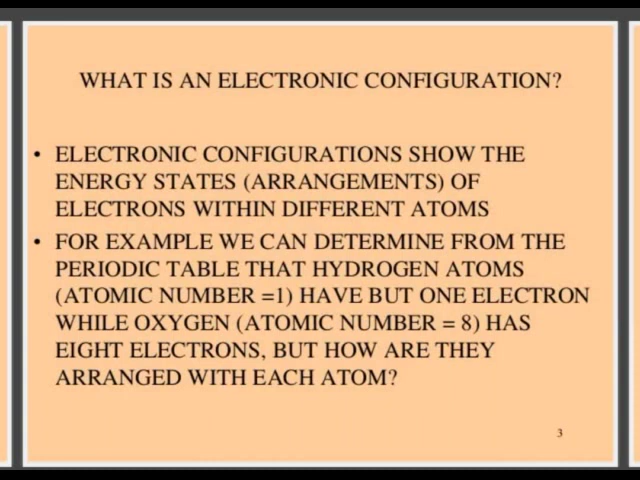 WHAT IS AN ELECTRONIC CONFIGURATION?
• ELECTRONIC CONFIGURATIONS SHOW THE
ENERGY STATES (ARRANGEMENTS) OF
ELECTRONS WITHIN DIFFERENT ATOMS
• FOR EXAMPLE WE CAN DETERMINE FROM THE
PERIODIC TABLE THAT HYDROGEN ATOMS
(ATOMIC NUMBER =1) HAVE BUT ONE ELECTRON
WHILE OXYGEN (ATOMIC NUMBER = 8) HAS
EIGHT ELECTRONS, BUT HOW ARE THEY
ARRANGED WITH EACH ATOM?
3